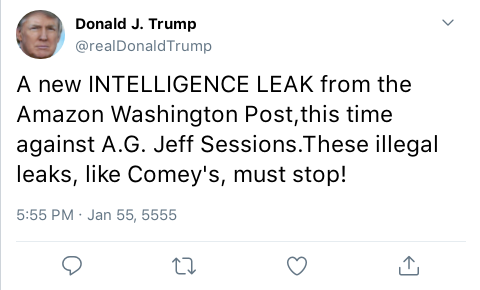 Donald J. Trump
@realDonaldTrump
A new INTELLIGENCE LEAK from the
Amazon Washington Post,this time
against A.G. Jeff Sessions.These illegal
leaks, like Comey's, must stop!
5:55 PM · Jan 55, 5555